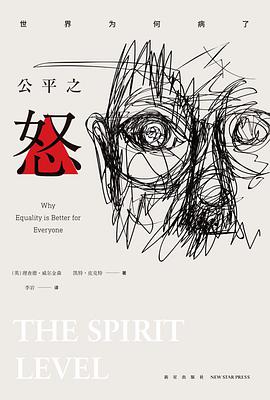 世界为何病了
公平之
怒
Why
Equality is Better for
Everyone
(英) 理查德·威尔金森 凯特·皮克特 —— 著
李岩 —— 译
THE SPIRIT
LEVEL
新星出版社 NEW STAR PRESS